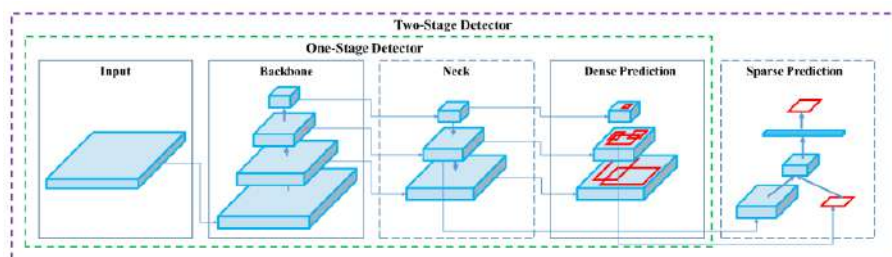 Two-Stage Detector
One-Stage Detector
Input
Backbone
Neck
Dense Prediction
Sparse Prediction